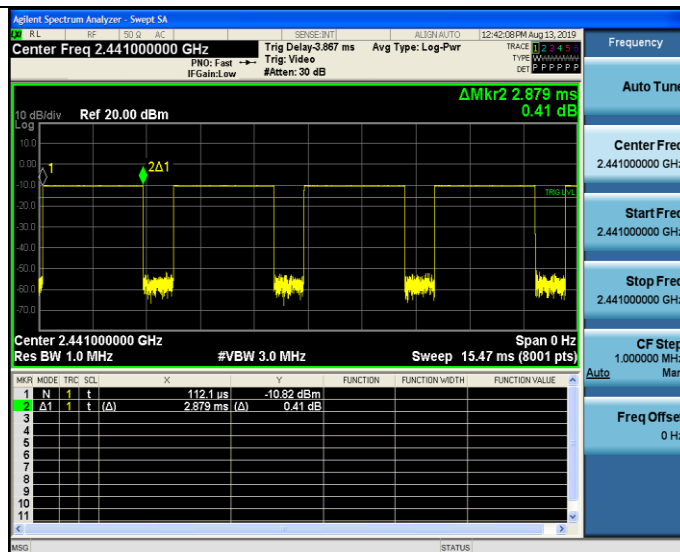 Agilent Spectrum Analyzer - Swept SA
RL RF 50 Ω AC SENSE:INT ALIGN AUTO 12:42:08 PM Aug 13, 2019
Center Freq 2.441000000 GHz
Trig Delay-3.867 ms Avg Type: Log-Pwr
TRACE 1 2 3 4 5 6
PNO: Fast Trig: Video
TYPE W
IFGain:Low #Atten: 30 dB
DET P P P P P P
ΔMkr2 2.879 ms
0.41 dB
10 dB/div Ref 20.00 dBm
Log
10.0
0.00
-10.0
-20.0
-30.0
-40.0
-50.0
-60.0
-70.0
1
2Δ1
TRIG LVL
Center 2.441000000 GHz Span 0 Hz
Res BW 1.0 MHz #VBW 3.0 MHz Sweep 15.47 ms (8001 pts)
MKR MODE TRC SCL X Y FUNCTION FUNCTION WIDTH FUNCTION VALUE
1 N 1 t 112.1 µs -10.82 dBm
2 Δ1 1 t (Δ) 2.879 ms (Δ) 0.41 dB
3
4
5
6
7
8
9
10
11
MSG STATUS
Frequency
Auto Tune
Center Freq
2.441000000 GHz
Start Freq
2.441000000 GHz
Stop Freq
2.441000000 GHz
CF Step
1.000000 MHz
Auto Man
Freq Offset
0 Hz